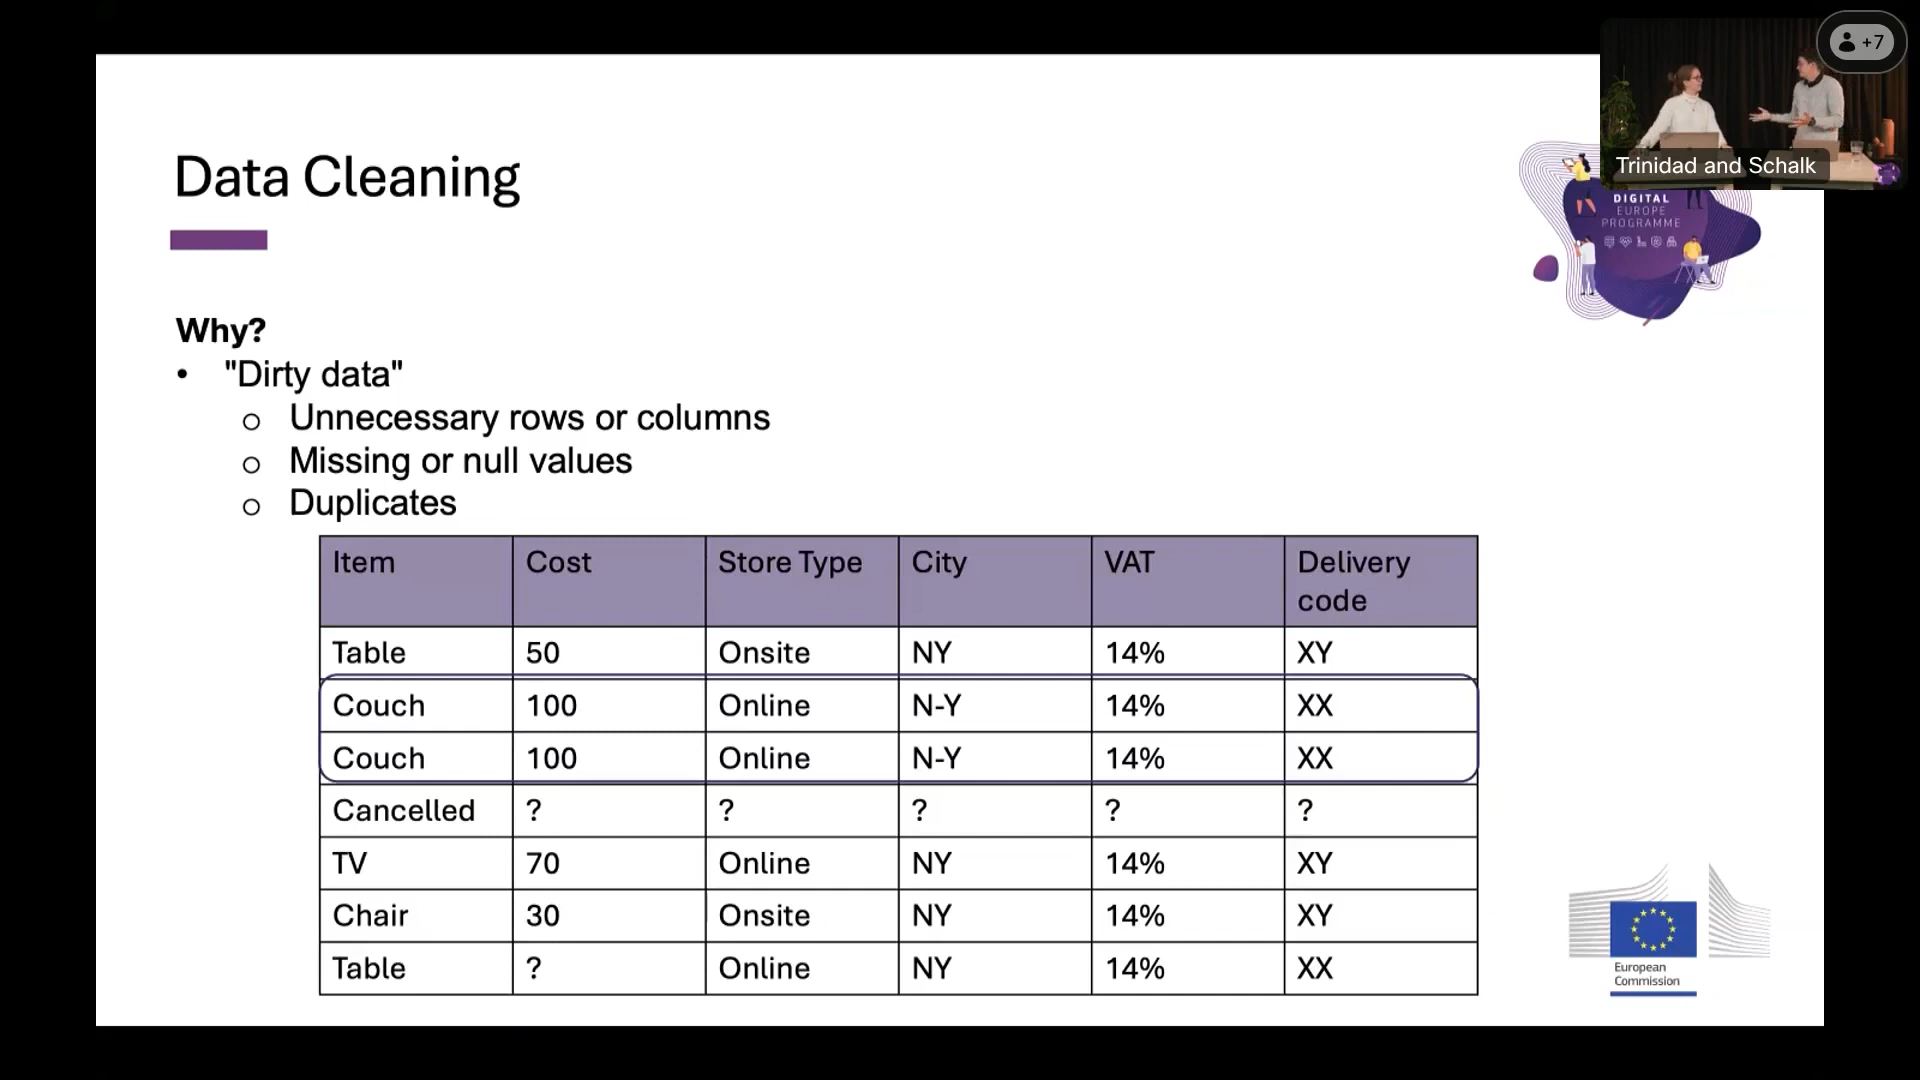 +7
Trinidad and Schalk
Data Cleaning
DIGITAL
EUROPE
PROGRAMME
Why?
• "Dirty data"
o Unnecessary rows or columns
o Missing or null values
o Duplicates
Item Cost Store Type City VAT Delivery code
Table 50 Onsite NY 14% XY
Couch 100 Online N-Y 14% XX
Couch 100 Online N-Y 14% XX
Cancelled ? ? ? ? ?
TV 70 Online NY 14% XY
Chair 30 Onsite NY 14% XY
Table ? Online NY 14% XX
European
Commission